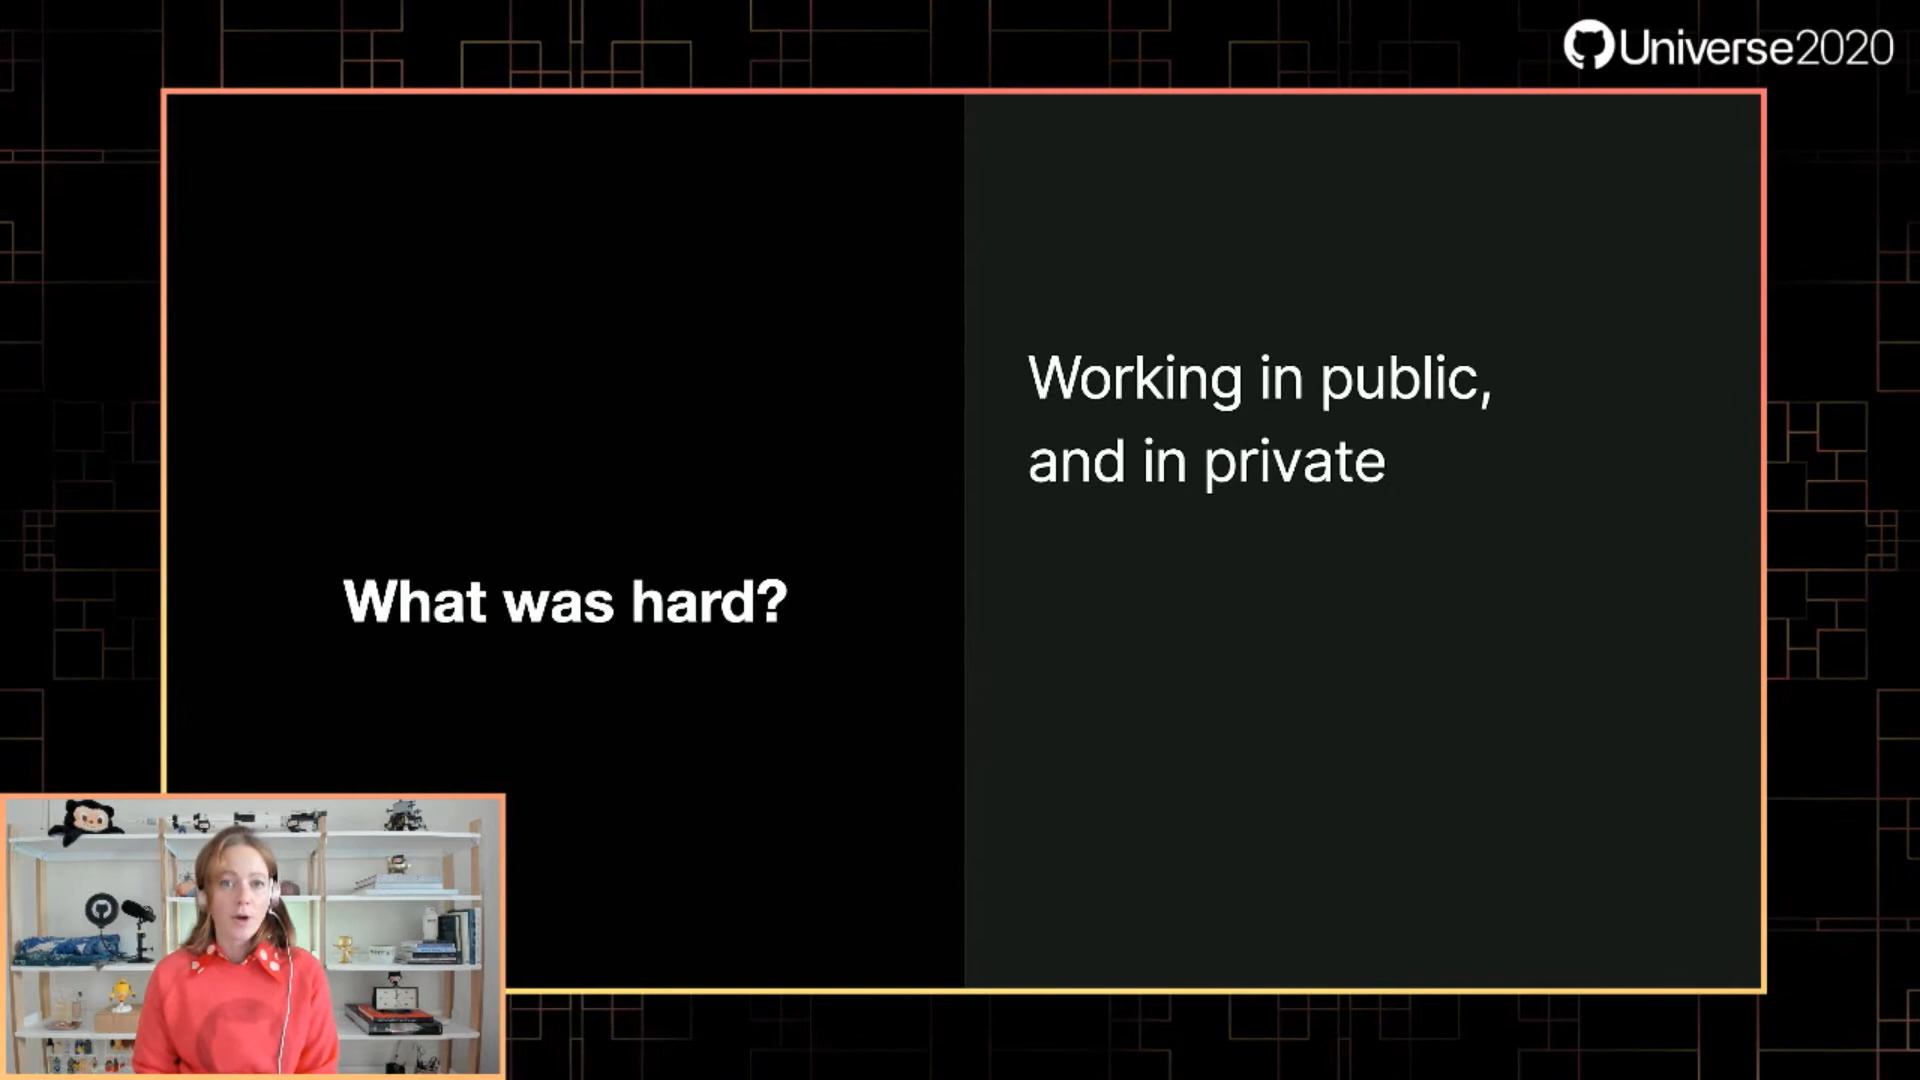 Universe2020
What was hard?
Working in public,
and in private